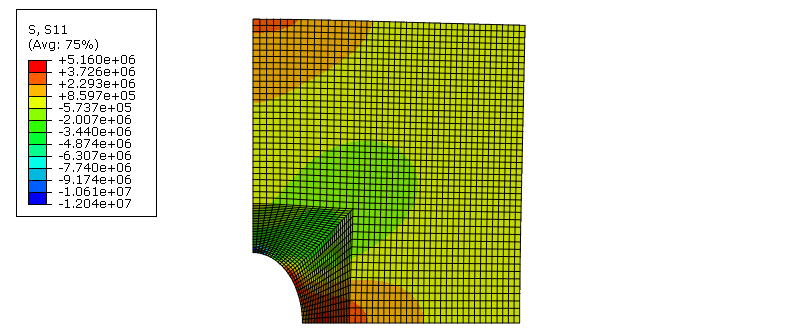 S, S11
(Avg: 75%)
+5.160e+06
+3.726e+06
+2.293e+06
+8.597e+05
-5.737e+05
-2.007e+06
-3.440e+06
-4.874e+06
-6.307e+06
-7.740e+06
-9.174e+06
-1.061e+07
-1.204e+07